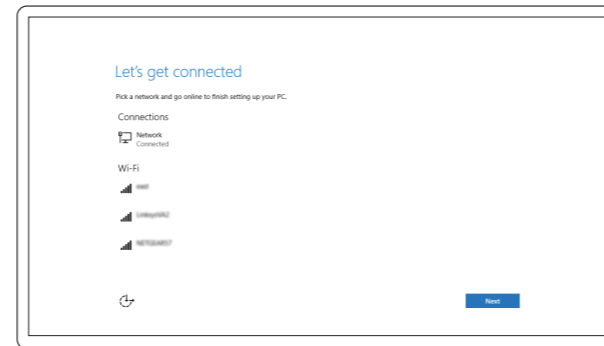 Let's get connected
Pick a network and go online to finish setting up your PC.
Connections
Network
Connected
Wi-Fi
Next